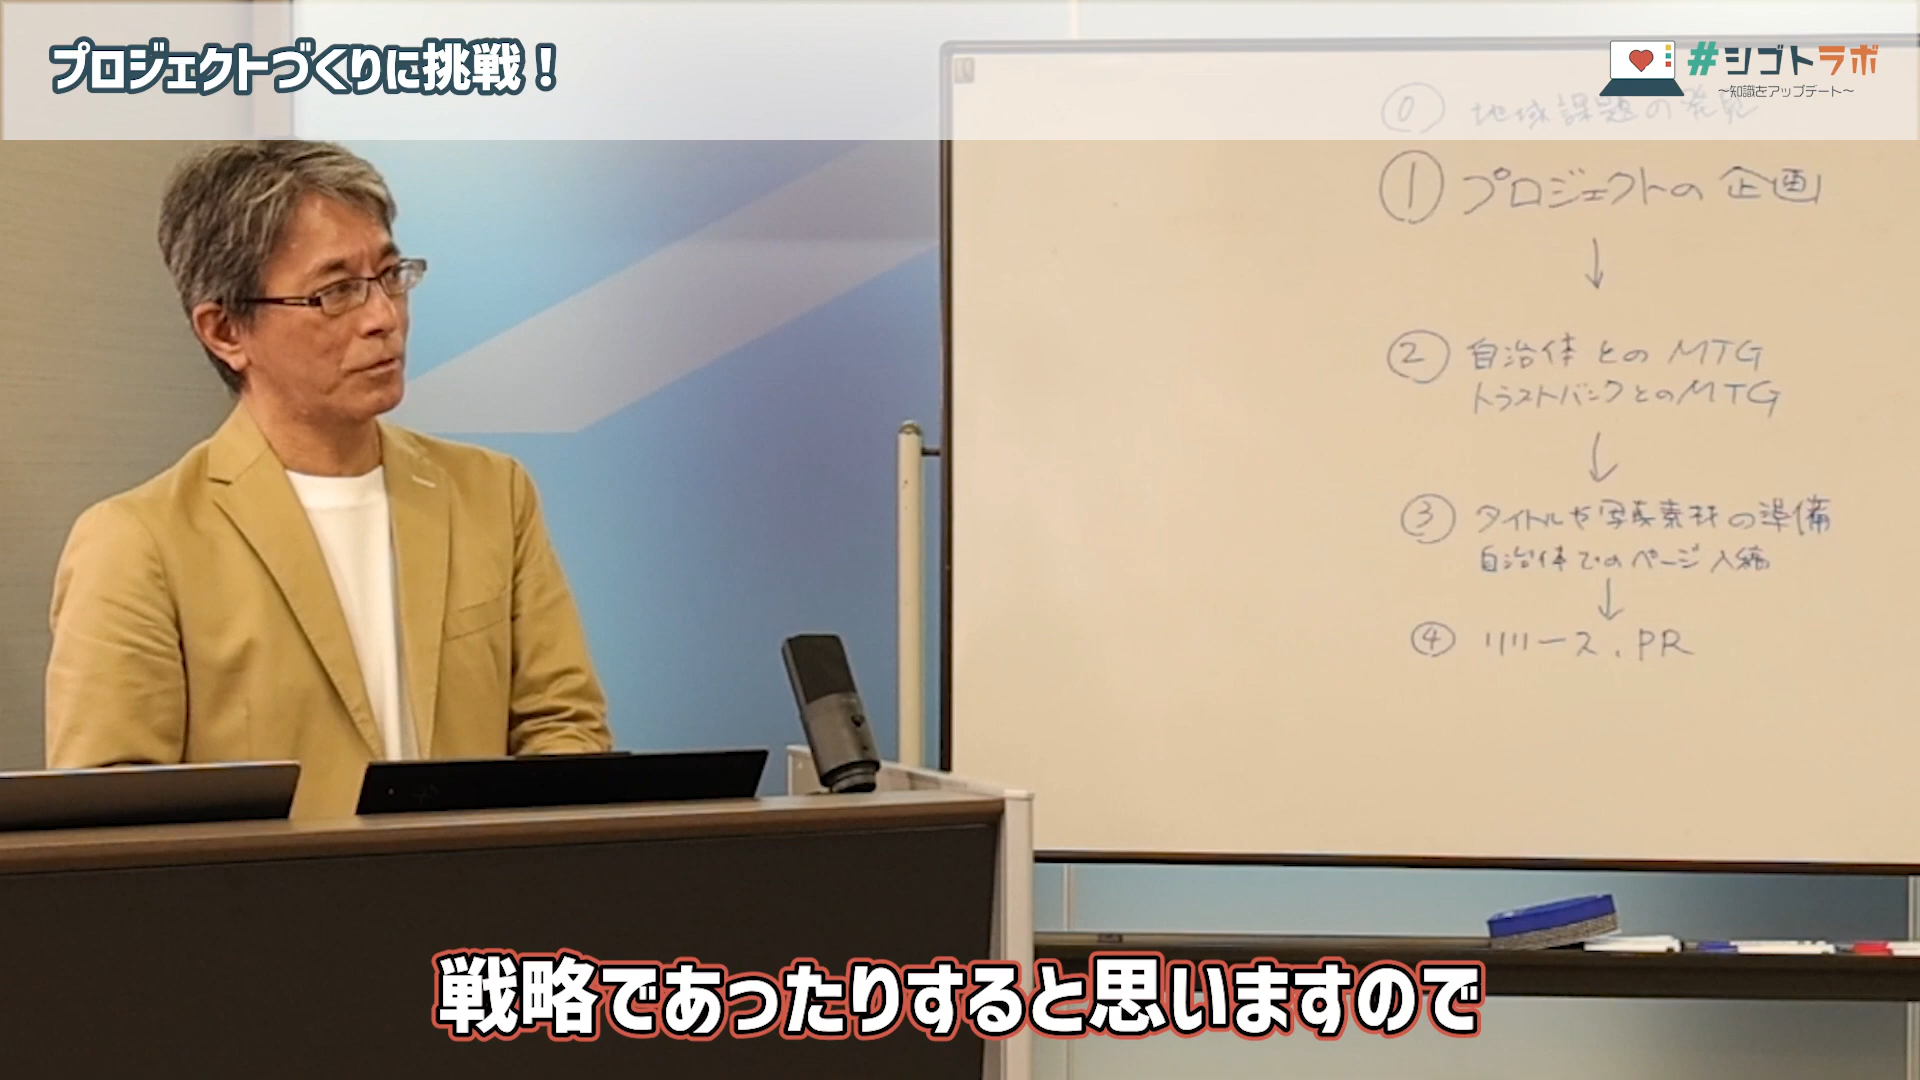 プロジェクトづくりに挑戦！
#シゴトラボ
～知識をアップデート～
⓪ 地域課題の発見
① プロジェクトの企画
↓
② 自治体とのMTG
トラストバンクとのMTG
↓
③ タイトルや写真素材の準備
自治体でのページ入稿
↓
④ リリース、PR
戦略であったりすると思いますので